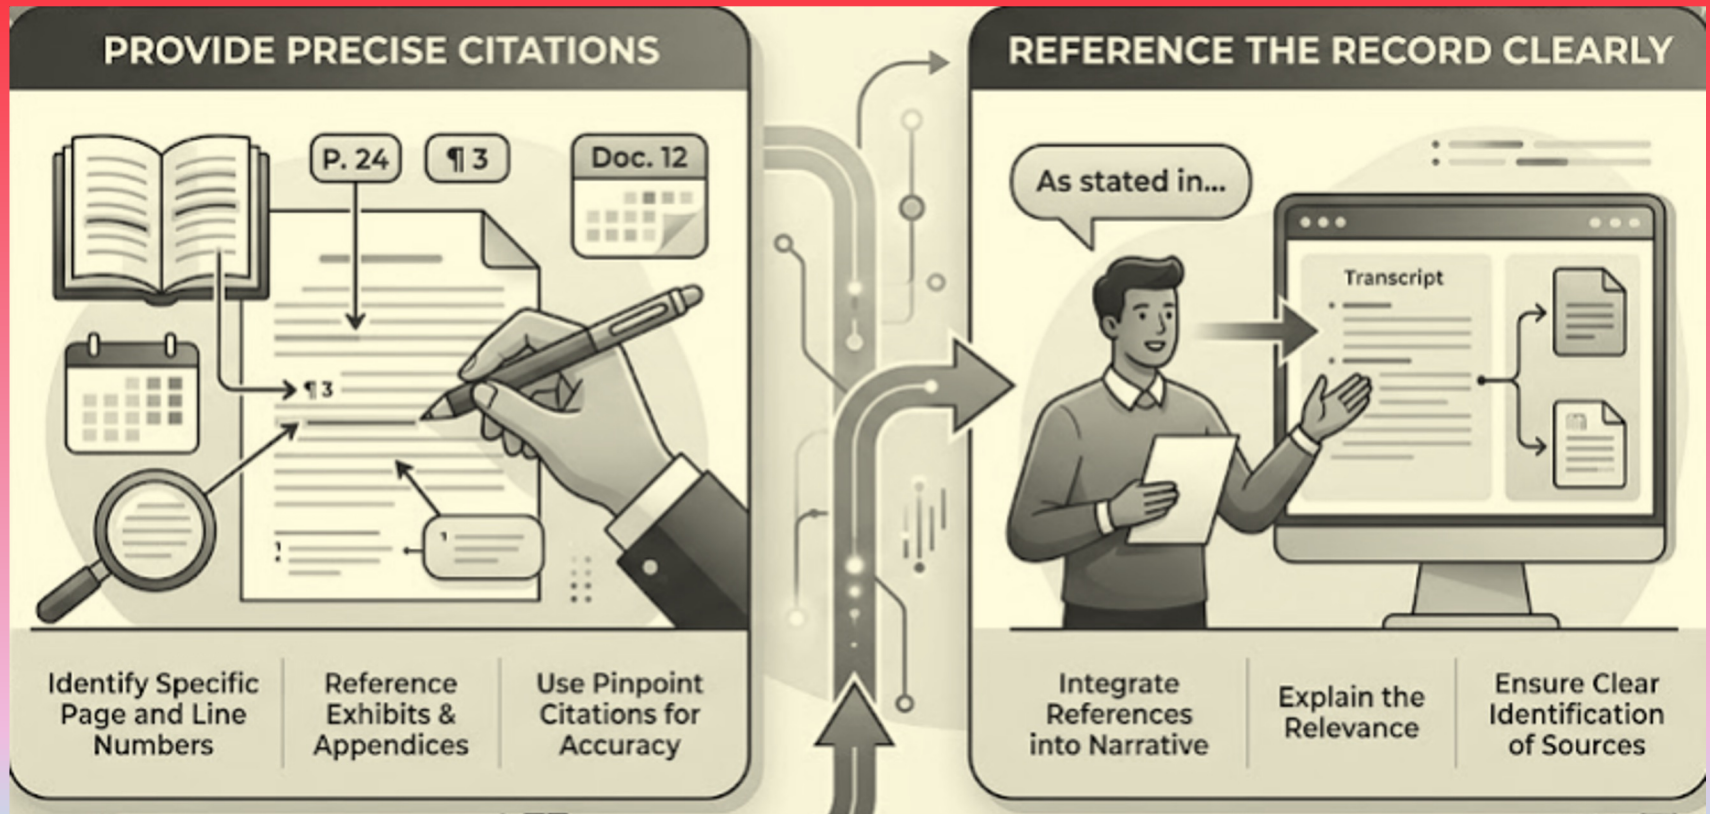 PROVIDE PRECISE CITATIONS
P. 24
¶ 3
Doc. 12
¶ 3
1
1
Identify Specific
Page and Line
Numbers
Reference
Exhibits &
Appendices
Use Pinpoint
Citations for
Accuracy
REFERENCE THE RECORD CLEARLY
As stated in...
Transcript
Integrate
References
into Narrative
Explain the
Relevance
Ensure Clear
Identification
of Sources